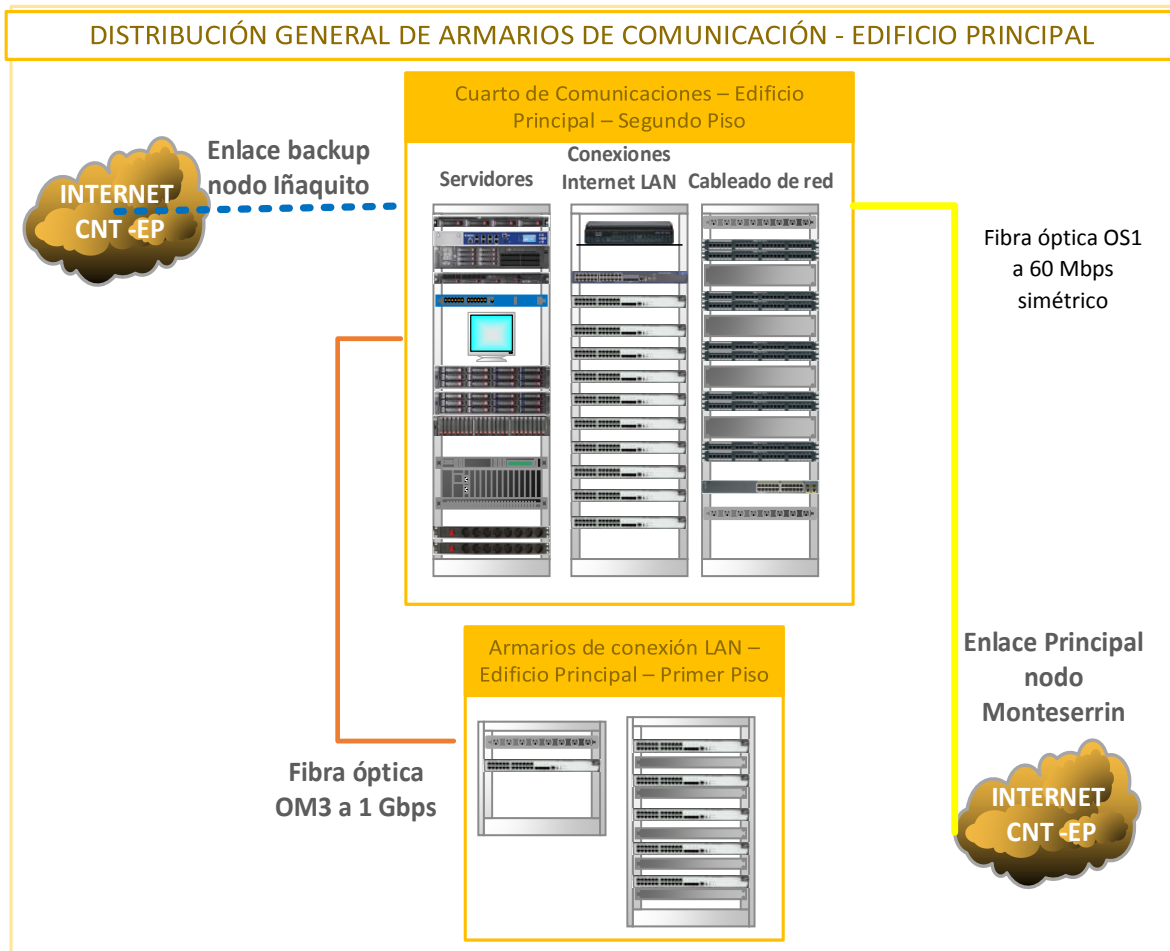 DISTRIBUCIÓN GENERAL DE ARMARIOS DE COMUNICACIÓN - EDIFICIO PRINCIPAL
Cuarto de Comunicaciones – Edificio
Principal – Segundo Piso
Enlace backup
nodo Iñaquito
INTERNET
CNT -EP
Servidores
Conexiones
Internet LAN
Cableado de red
Fibra óptica OS1
a 60 Mbps
simétrico
Armarios de conexión LAN –
Edificio Principal – Primer Piso
Fibra óptica
OM3 a 1 Gbps
Enlace Principal
nodo
Monteserrin
INTERNET
CNT -EP